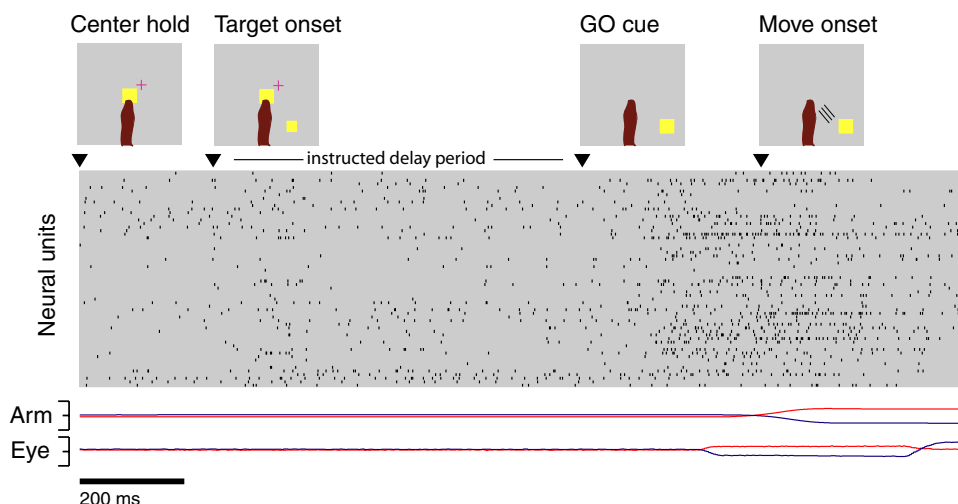 Center hold
Target onset
GO cue
Move onset
instructed delay period
Neural units
Arm
Eye
200 ms